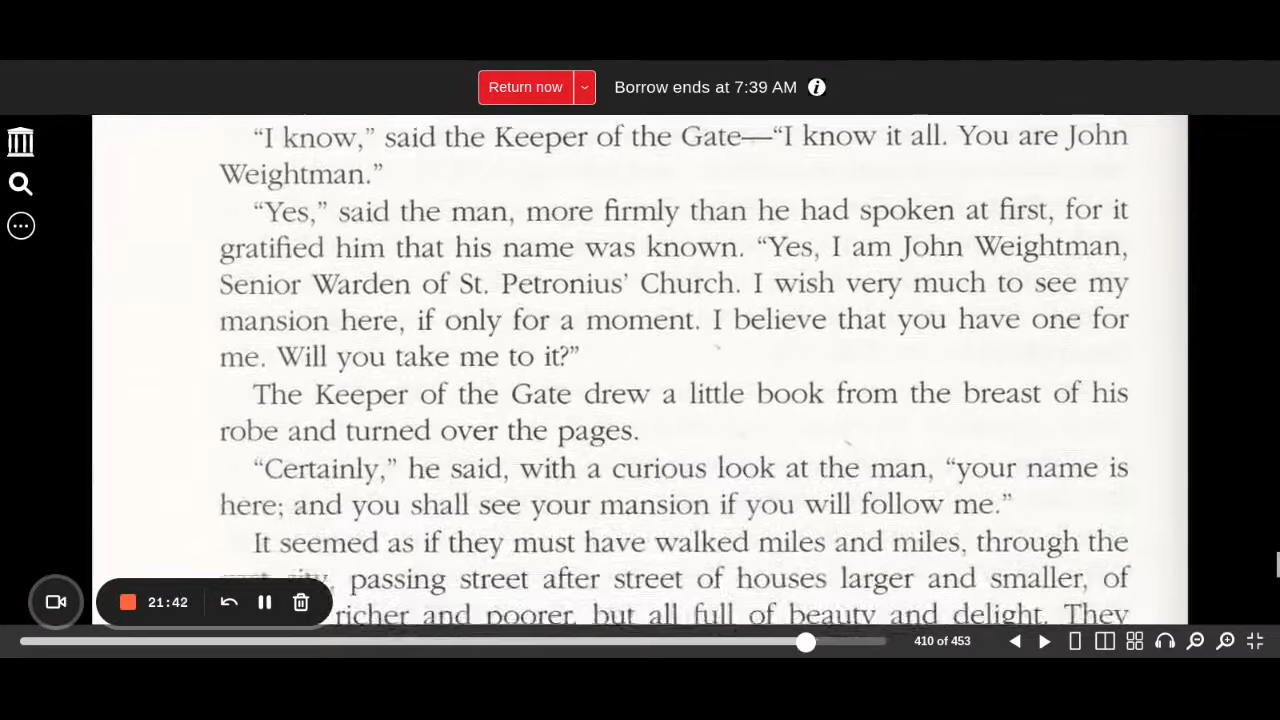 Return now
Borrow ends at 7:39 AM
“I know,” said the Keeper of the Gate—“I know it all. You are John
Weightman.”
“Yes,” said the man, more firmly than he had spoken at first, for it
gratified him that his name was known. “Yes, I am John Weightman,
Senior Warden of St. Petronius’ Church. I wish very much to see my
mansion here, if only for a moment. I believe that you have one for
me. Will you take me to it?”
The Keeper of the Gate drew a little book from the breast of his
robe and turned over the pages.
“Certainly,” he said, with a curious look at the man, “your name is
here; and you shall see your mansion if you will follow me.”
It seemed as if they must have walked miles and miles, through the
passing street after street of houses larger and smaller, of
richer and poorer, but all full of beauty and delight. They
21:42
410 of 453